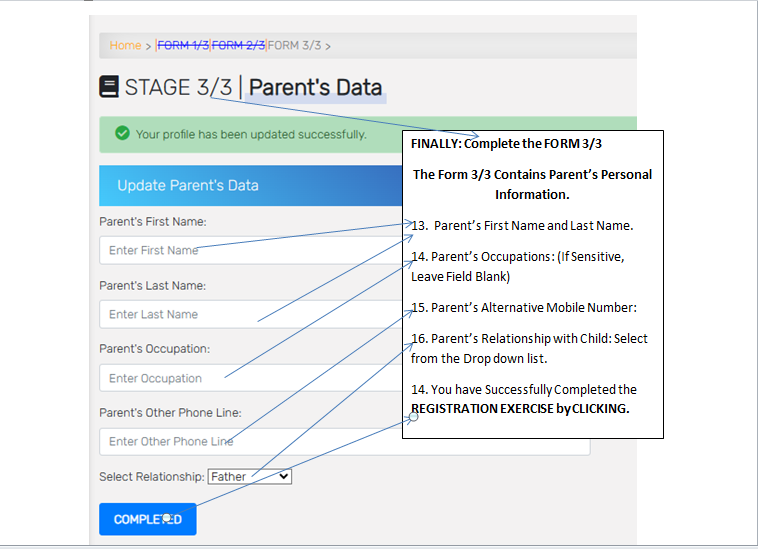 Home > FORM 1/3 FORM 2/3 FORM 3/3 >
STAGE 3/3 | Parent's Data
Your profile has been updated successfully.
Update Parent's Data
Parent's First Name:
Enter First Name
Parent's Last Name:
Enter Last Name
Parent's Occupation:
Enter Occupation
Parent's Other Phone Line:
Enter Other Phone Line
Select Relationship: Father
COMPLETED
FINALLY: Complete the FORM 3/3
The Form 3/3 Contains Parent's Personal
Information.
13. Parent's First Name and Last Name.
14. Parent's Occupations: (If Sensitive,
Leave Field Blank)
15. Parent's Alternative Mobile Number:
16. Parent's Relationship with Child: Select
from the Drop down list.
14. You have Successfully Completed the
REGISTRATION EXERCISE by CLICKING.